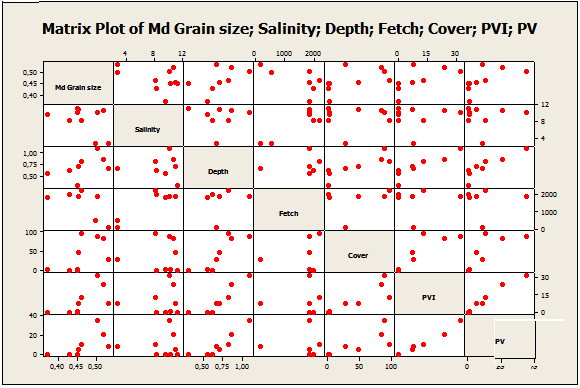 Matrix Plot of Md Grain size; Salinity; Depth; Fetch; Cover; PVI; PV
4 8 12 0 1000 2000 0 15 30
0,50
0,45
0,40
Md Grain size
12
8
4
Salinity
1,00
0,75
0,50
Depth
2000
1000
0
Fetch
100
50
0
Cover
30
15
0
PVI
40
20
0
PV
0,40 0,45 0,50 0,50 0,75 1,00 0 50 100 0